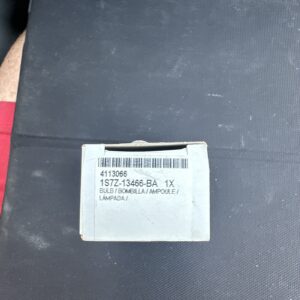 4113066
1S7Z-13466-BA 1X
BULB / BOMBILLA / AMPOULE /
LAMPADA /